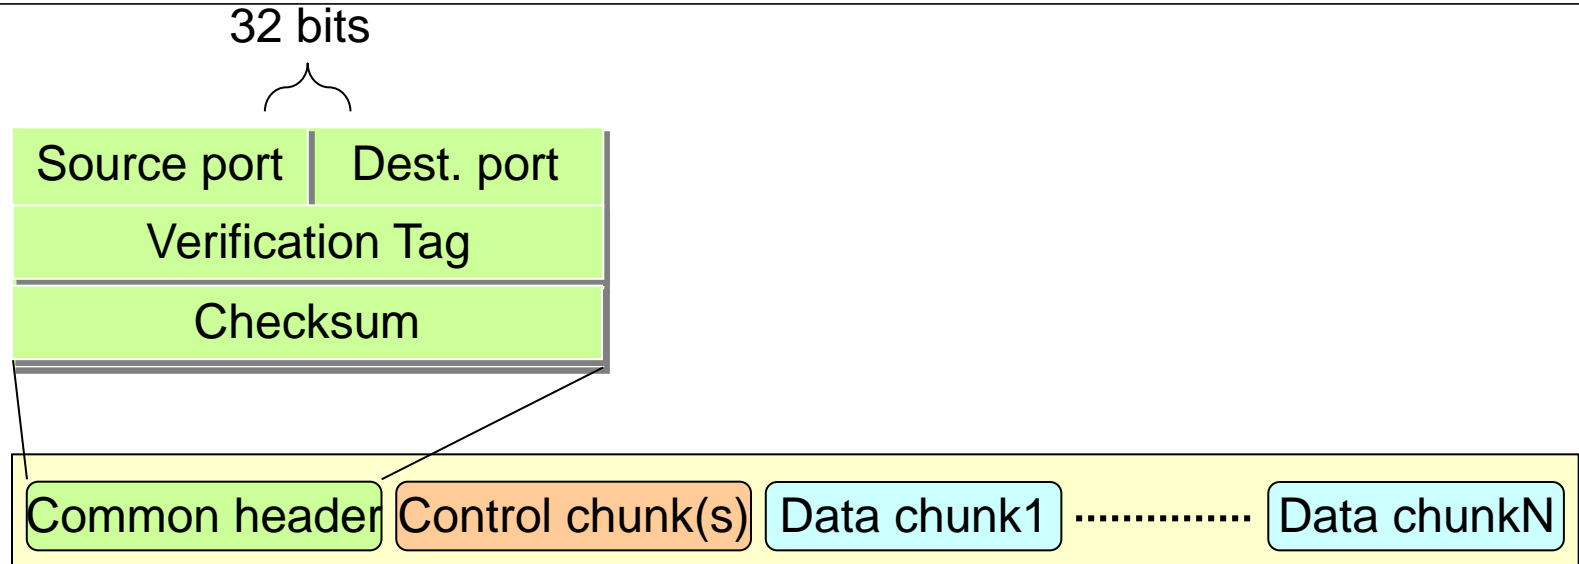 32 bits
Source port Dest. port
Verification Tag
Checksum
Common header Control chunk(s) Data chunk1 Data chunkN